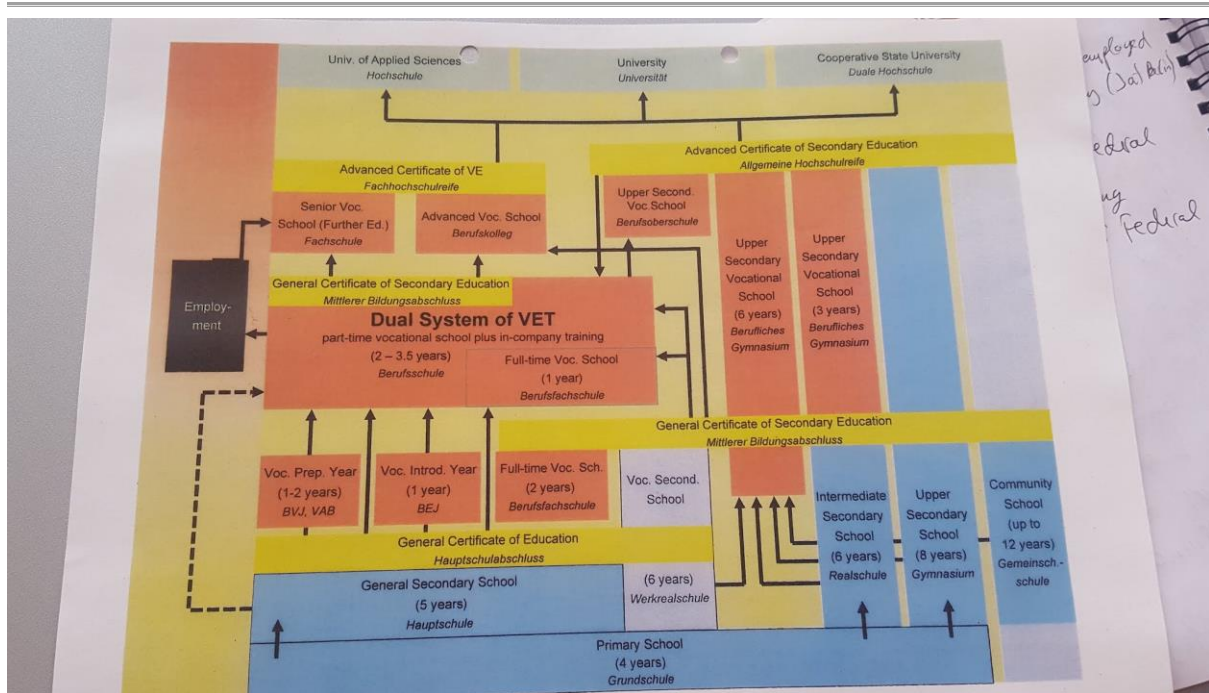 Univ. of Applied Sciences
Hochschule
University
Universität
Cooperative State University
Duale Hochschule
Advanced Certificate of Secondary Education
Allgemeine Hochschulreife
Advanced Certificate of VE
Fachhochschulreife
Senior Voc.
School (Further Ed.)
Fachschule
Advanced Voc. School
Berufskolleg
Upper Second.
Voc School
Berufsoberschule
Upper
Secondary
Vocational
School
(6 years)
Berufliches
Gymnasium
Upper
Secondary
Vocational
School
(3 years)
Berufliches
Gymnasium
General Certificate of Secondary Education
Mittlerer Bildungsabschluss
Employ-
ment
Dual System of VET
part-time vocational school plus in-company training
(2 – 3.5 years)
Berufsschule
Full-time Voc. School
(1 year)
Berufsfachschule
General Certificate of Secondary Education
Mittlerer Bildungsabschluss
Voc. Prep. Year
(1-2 years)
BVJ, VAB
Voc. Introd. Year
(1 year)
BEJ
Full-time Voc. Sch.
(2 years)
Berufsfachschule
Voc. Second.
School
Intermediate
Secondary
School
(6 years)
Realschule
Upper
Secondary
School
(8 years)
Gymnasium
Community
School
(up to
12 years)
Gemeinsch.-
schule
General Certificate of Education
Hauptschulabschluss
General Secondary School
(5 years)
Hauptschule
(6 years)
Werkrealschule
Primary School
(4 years)
Grundschule
employed
ederal
Federal